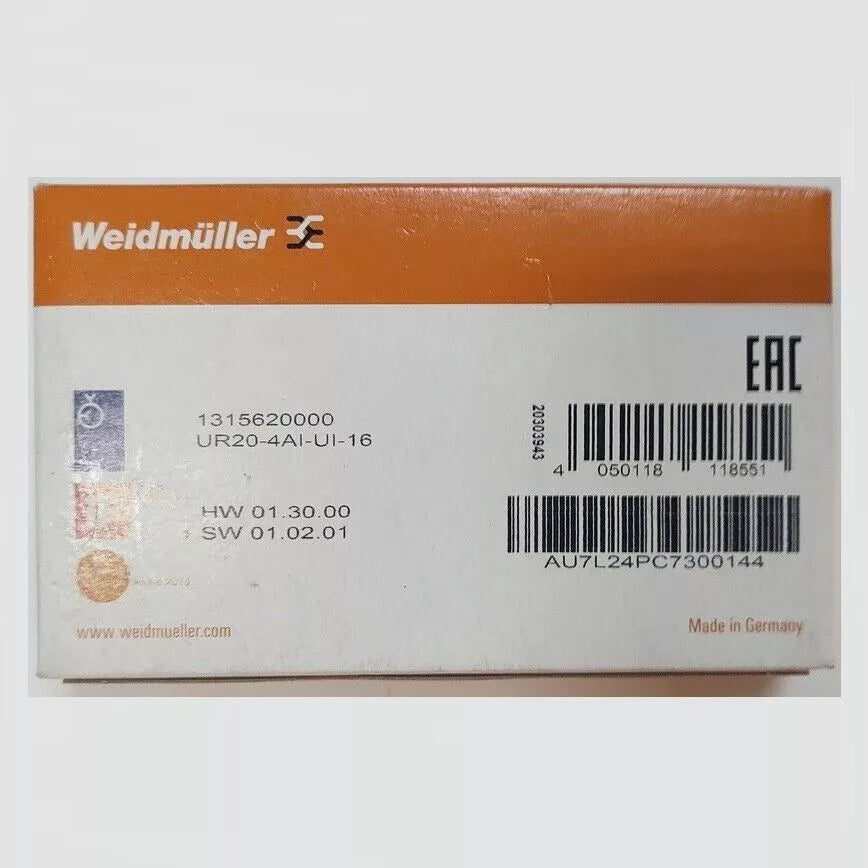 Weidmüller
EAC
1315620000
UR20-4AI-UI-16
20303943
4 050118 118551
HW 01.30.00
SW 01.02.01
AU7L24PC7300144
www.weidmueller.com
Made in Germany